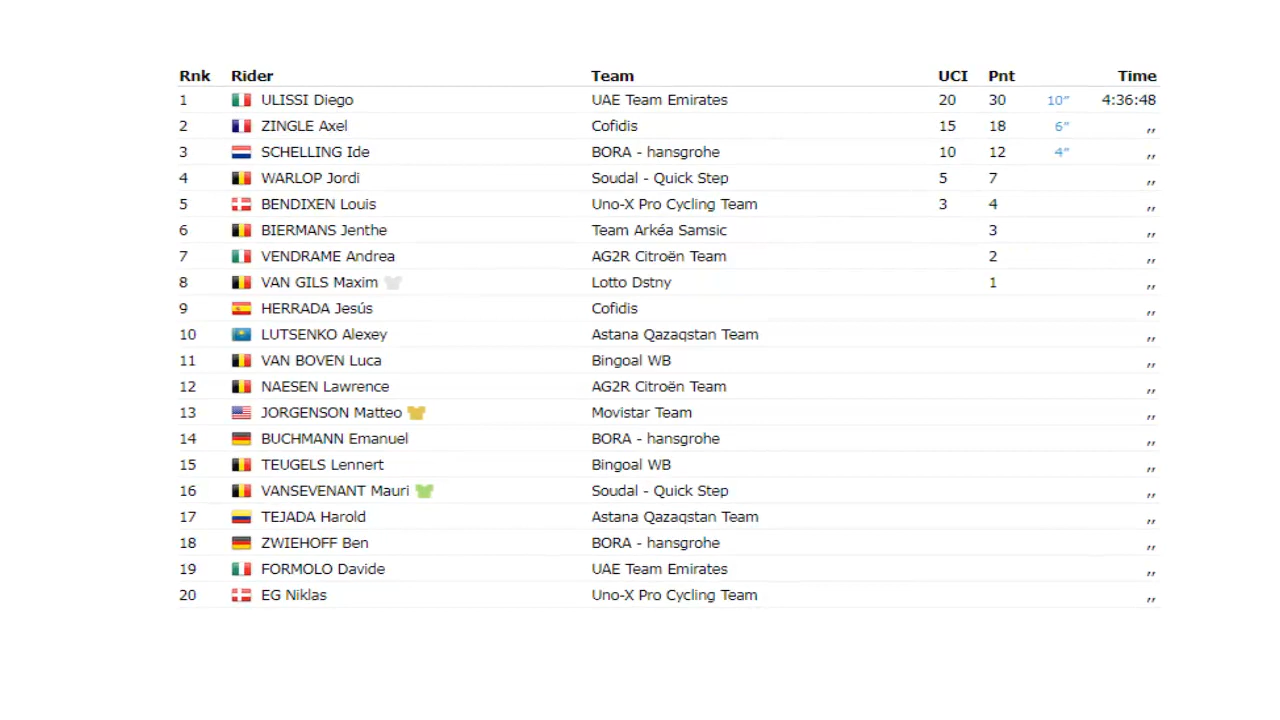 Rnk Rider Team UCI Pnt Time
1 ULISSI Diego UAE Team Emirates 20 30 10″ 4:36:48
2 ZINGLE Axel Cofidis 15 18 6″ ,,
3 SCHELLING Ide BORA - hansgrohe 10 12 4″ ,,
4 WARLOP Jordi Soudal - Quick Step 5 7 ,,
5 BENDIXEN Louis Uno-X Pro Cycling Team 3 4 ,,
6 BIERMANS Jenthe Team Arkéa Samsic 3 ,,
7 VENDRAME Andrea AG2R Citroën Team 2 ,,
8 VAN GILS Maxim Lotto Dstny 1 ,,
9 HERRADA Jesús Cofidis ,,
10 LUTSENKO Alexey Astana Qazaqstan Team ,,
11 VAN BOVEN Luca Bingoal WB ,,
12 NAESEN Lawrence AG2R Citroën Team ,,
13 JORGENSON Matteo Movistar Team ,,
14 BUCHMANN Emanuel BORA - hansgrohe ,,
15 TEUGELS Lennert Bingoal WB ,,
16 VANSEVENANT Mauri Soudal - Quick Step ,,
17 TEJADA Harold Astana Qazaqstan Team ,,
18 ZWIEHOFF Ben BORA - hansgrohe ,,
19 FORMOLO Davide UAE Team Emirates ,,
20 EG Niklas Uno-X Pro Cycling Team ,,